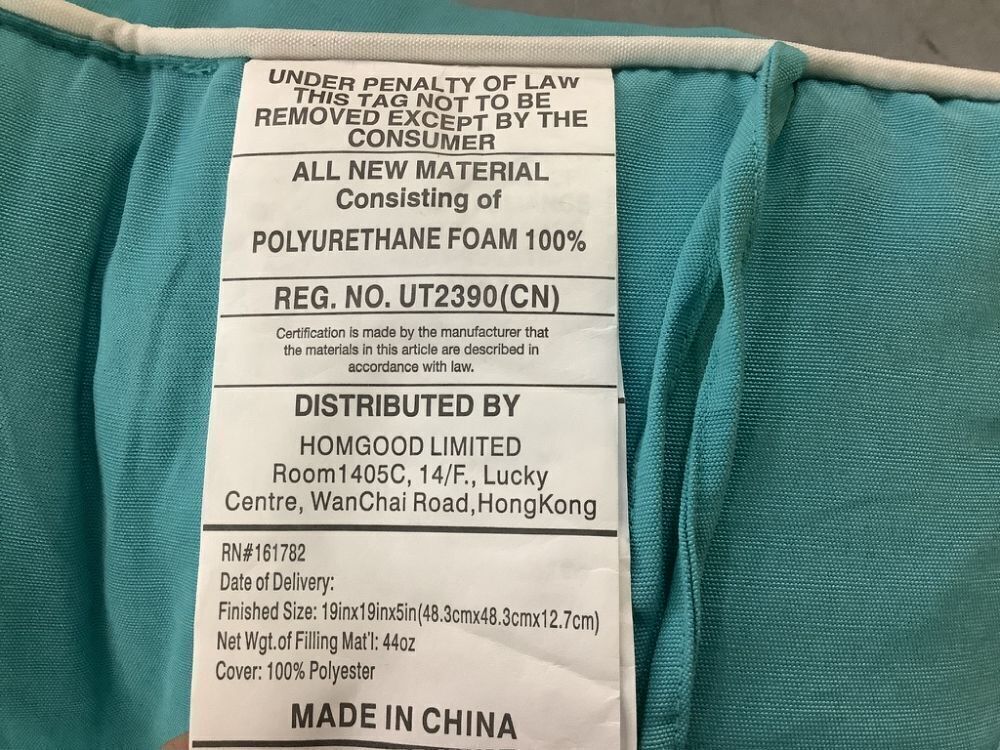 UNDER PENALTY OF LAW
THIS TAG NOT TO BE
REMOVED EXCEPT BY THE
CONSUMER
ALL NEW MATERIAL
Consisting of
POLYURETHANE FOAM 100%
REG. NO. UT2390(CN)
Certification is made by the manufacturer that
the materials in this article are described in
accordance with law.
DISTRIBUTED BY
HOMGOOD LIMITED
Room1405C, 14/F., Lucky
Centre, WanChai Road,HongKong
RN#161782
Date of Delivery:
Finished Size: 19inx19inx5in(48.3cmx48.3cmx12.7cm)
Net Wgt.of Filling Mat'l: 44oz
Cover: 100% Polyester
MADE IN CHINA